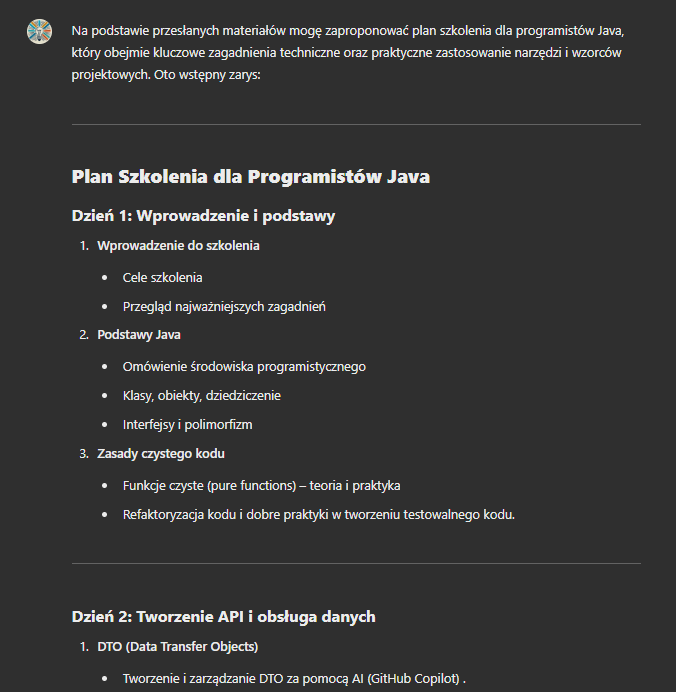 Na podstawie przesłanych materiałów mogę zaproponować plan szkolenia dla programistów Java,
który obejmie kluczowe zagadnienia techniczne oraz praktyczne zastosowanie narzędzi i wzorców
projektowych. Oto wstępny zarys:
Plan Szkolenia dla Programistów Java
Dzień 1: Wprowadzenie i podstawy
1. Wprowadzenie do szkolenia
• Cele szkolenia
• Przegląd najważniejszych zagadnień
2. Podstawy Java
• Omówienie środowiska programistycznego
• Klasy, obiekty, dziedziczenie
• Interfejsy i polimorfizm
3. Zasady czystego kodu
• Funkcje czyste (pure functions) – teoria i praktyka
• Refaktoryzacja kodu i dobre praktyki w tworzeniu testowalnego kodu.
Dzień 2: Tworzenie API i obsługa danych
1. DTO (Data Transfer Objects)
• Tworzenie i zarządzanie DTO za pomocą AI (GitHub Copilot) .